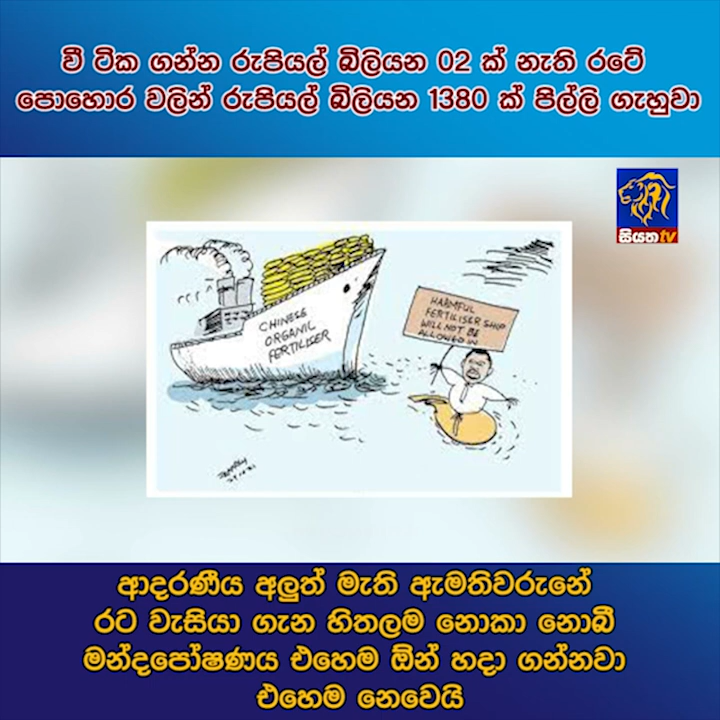 වී ටික ගන්න රුපියල් බිලියන 02 ක් නැති රටේ
පොහොර වලින් රුපියල් බිලියන 1380 ක් පිල්ලි ගැහුවා
සියත tv
CHINESE
ORGANIC
FERTILISER
HARMFUL
FERTILISER SHIP
WILL NOT BE
ALLOWED IN
ආදරණීය අලුත් මැති ඇමතිවරුනේ
රට වැසියා ගැන හිතලම නොකා නොබී
මන්දපෝෂණය එහෙම ඕන් හදා ගන්නවා
එහෙම නෙවෙයි